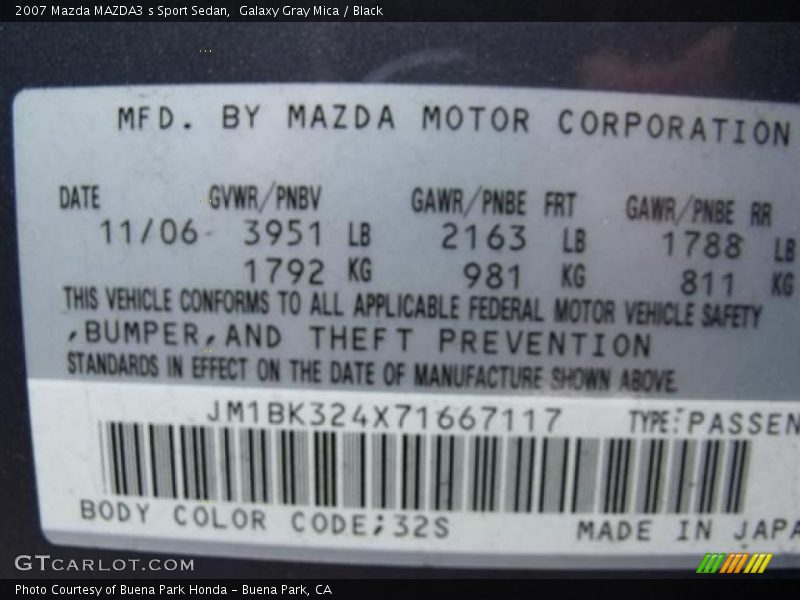 2007 Mazda MAZDA3 s Sport Sedan,  Galaxy Gray Mica / Black
MFD. BY MAZDA MOTOR CORPORATION
DATE GVWR/PNBV GAWR/PNBE FRT GAWR/PNBE RR
11/06 3951 LB 2163 LB 1788 LB
1792 KG 981 KG 811 KG
THIS VEHICLE CONFORMS TO ALL APPLICABLE FEDERAL MOTOR VEHICLE SAFETY
,BUMPER,AND THEFT PREVENTION
STANDARDS IN EFFECT ON THE DATE OF MANUFACTURE SHOWN ABOVE.
JM1BK324X71667117 TYPE:PASSEN
BODY COLOR CODE;32S MADE IN JAPA
GTCARLOT.COM
Photo Courtesy of Buena Park Honda - Buena Park, CA